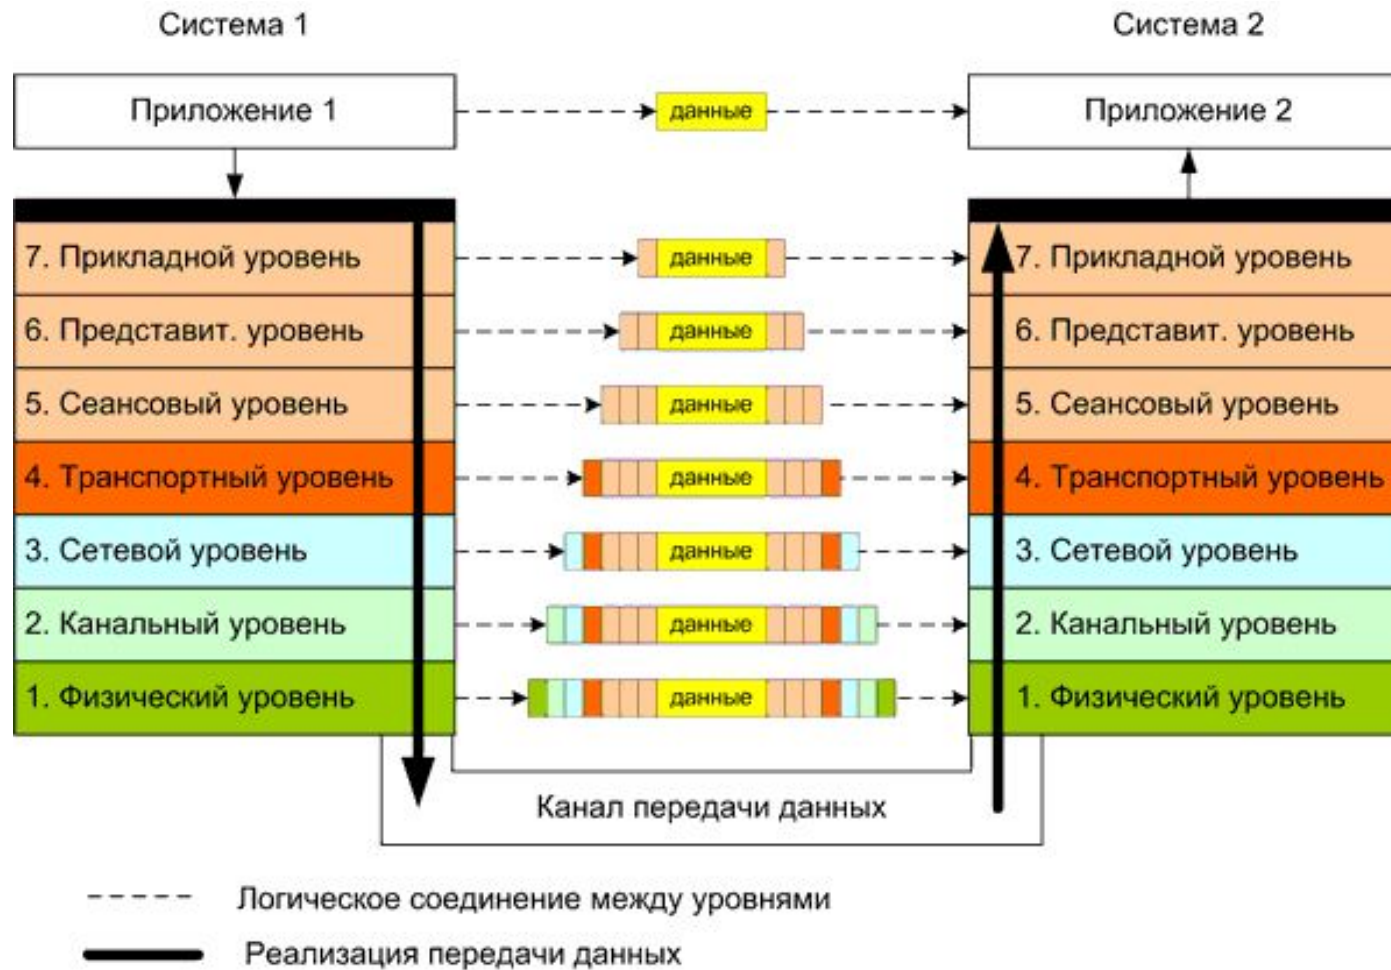 Система 1
Система 2
Приложение 1
данные
Приложение 2
7. Прикладной уровень
данные
7. Прикладной уровень
6. Представит. уровень
данные
6. Представит. уровень
5. Сеансовый уровень
данные
5. Сеансовый уровень
4. Транспортный уровень
данные
4. Транспортный уровень
3. Сетевой уровень
данные
3. Сетевой уровень
2. Канальный уровень
данные
2. Канальный уровень
1. Физический уровень
данные
1. Физический уровень
Канал передачи данных
Логическое соединение между уровнями
Реализация передачи данных